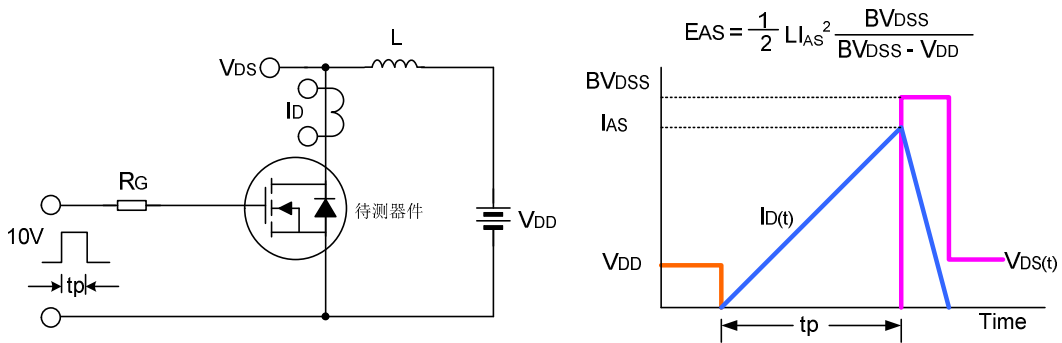 VDS
L
ID
RG
10V
tp
待测器件
VDD
EAS = 1/2 LIAS² BVDSS/BVDSS - VDD
BVDSS
IAS
ID(t)
VDD
VDS(t)
tp
Time